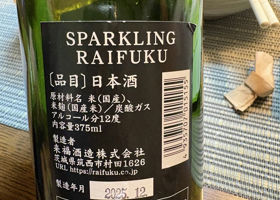 SPARKLING
RAIFUKU
〔品目〕日本酒
原材料名 米(国産)、
米麹(国産米)／炭酸ガス
アルコール分12度
内容量375ml
製造者
来福酒造株式会社
茨城県筑西市村田1626
https://raifuku.co.jp
製造年月 2025.12
4955707015155